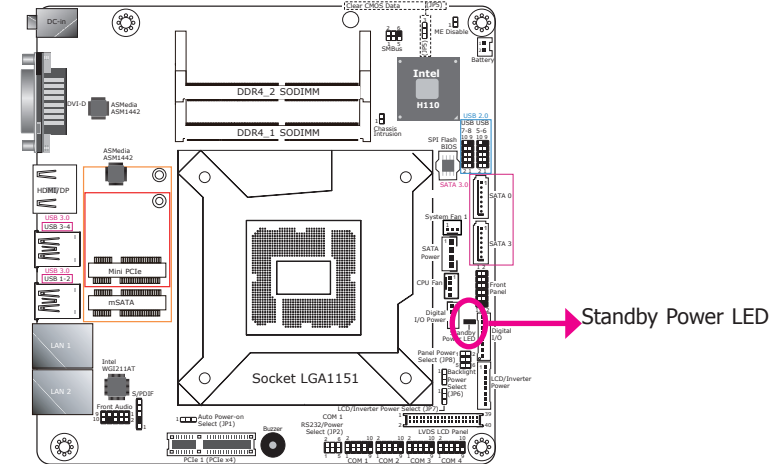 Clear CMOS Data (JP5)
DC-in
SMBus
ME Disable
Battery
Intel
H110
DVI-D
ASMedia
ASM1442
DDR4_2 SODIMM
DDR4_1 SODIMM
Chassis
Intrusion
USB 2.0
USB USB
7-8 5-6
SPI Flash
BIOS
ASMedia
ASM1442
SATA 3.0
HDMI/DP
SATA 0
USB 3.0
USB 3-4
System Fan 1
SATA 3
SATA
Power
USB 3.0
USB 1-2
Mini PCIe
CPU Fan
Front
Panel
mSATA
Digital
I/O Power
Standby
Power LED
Digital
I/O
Standby Power LED
LAN 1
Panel Power
Select (JP8)
Intel
WGI211AT
Backlight
Power
Select
(JP6)
LCD/Inverter
Power
LAN 2
S/PDIF
Socket LGA1151
Front Audio
LCD/Inverter Power Select (JP7)
Auto Power-on
Select (JP1)
COM 1
RS232/Power
Select (JP2)
LVDS LCD Panel
Buzzer
PCIe 1 (PCIe x4)
COM 1 COM 2 COM 3 COM 4